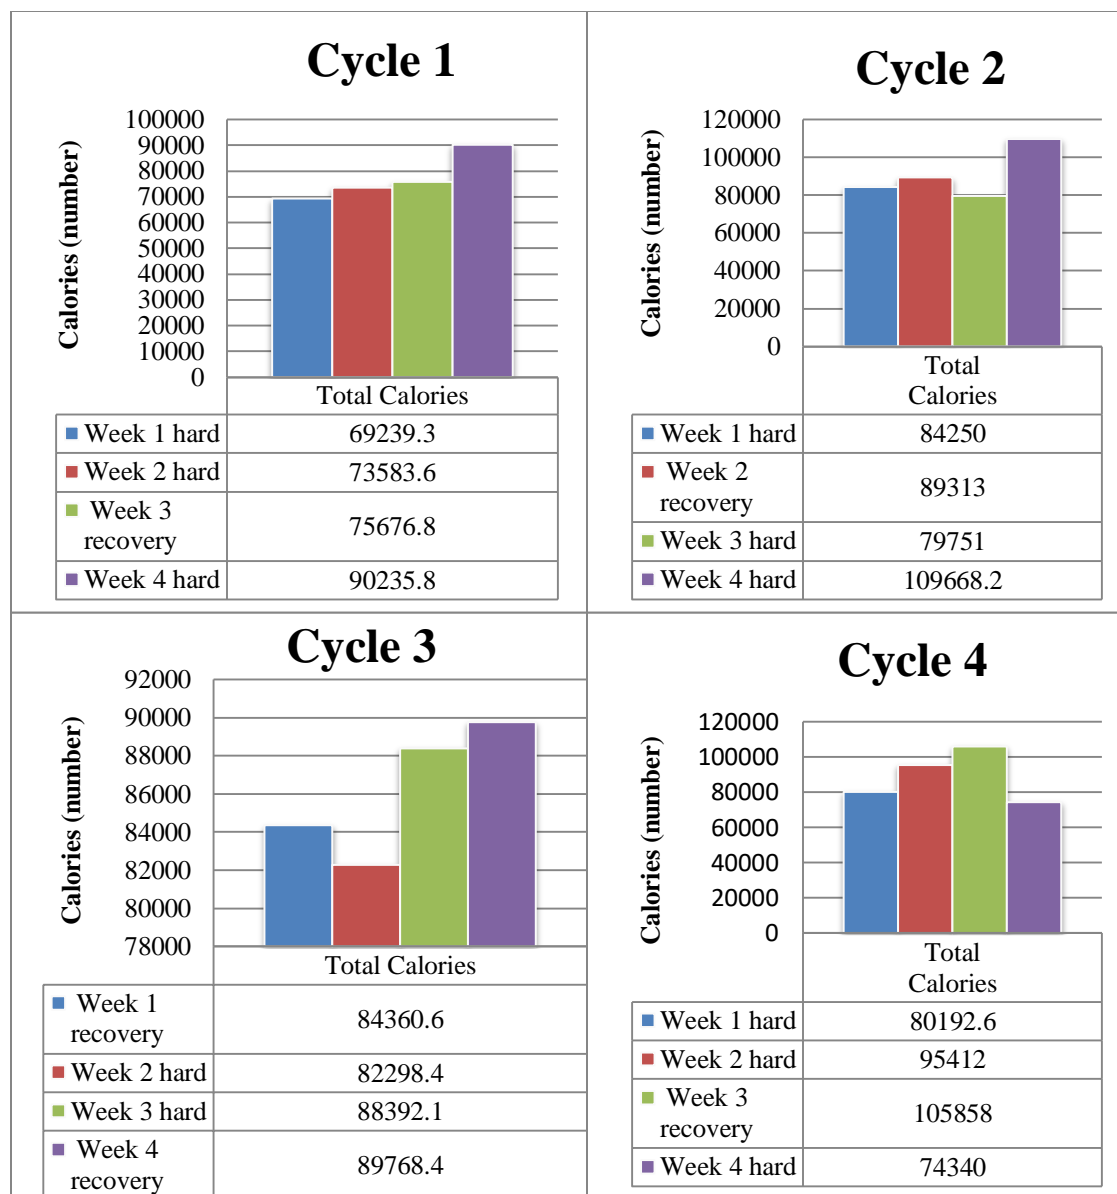 Cycle 1
Calories (number)
100000
90000
80000
70000
60000
50000
40000
30000
20000
10000
0
Total Calories
Week 1 hard 69239.3
Week 2 hard 73583.6
Week 3
recovery 75676.8
Week 4 hard 90235.8
Cycle 2
Calories (number)
120000
100000
80000
60000
40000
20000
0
Total
Calories
Week 1 hard 84250
Week 2
recovery 89313
Week 3 hard 79751
Week 4 hard 109668.2
Cycle 3
Calories (number)
92000
90000
88000
86000
84000
82000
80000
78000
Total Calories
Week 1
recovery 84360.6
Week 2 hard 82298.4
Week 3 hard 88392.1
Week 4
recovery 89768.4
Cycle 4
Calories (number)
120000
100000
80000
60000
40000
20000
0
Total
Calories
Week 1 hard 80192.6
Week 2 hard 95412
Week 3
recovery 105858
Week 4 hard 74340